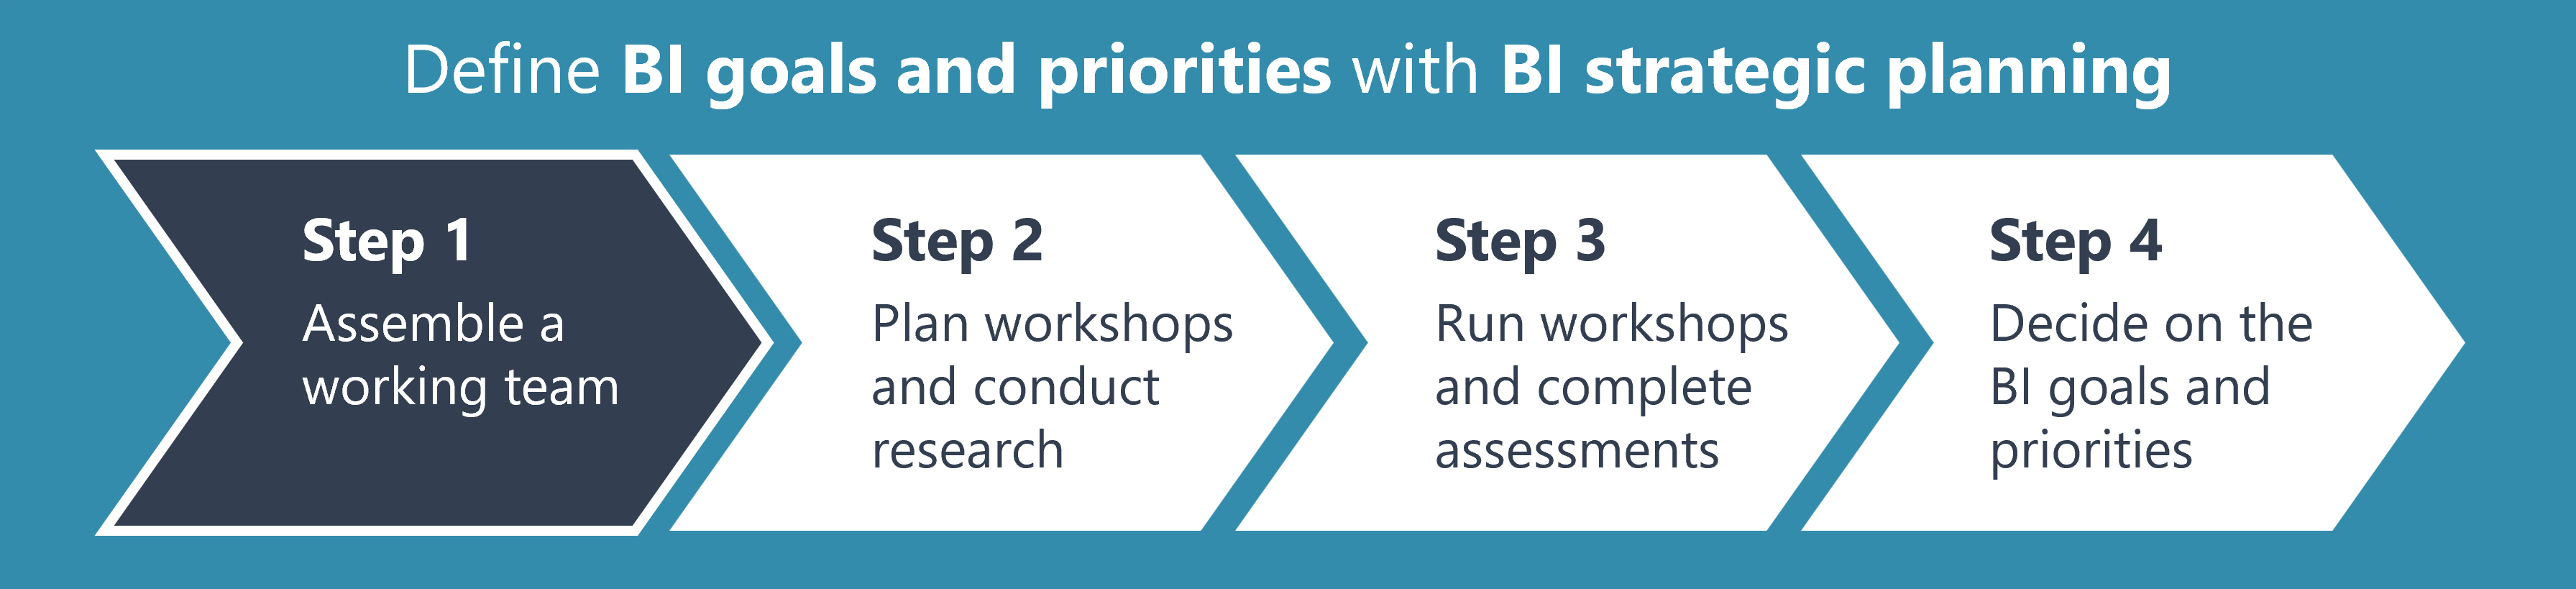 Define BI goals and priorities with BI strategic planning
Step 1
Assemble a
working team
Step 2
Plan workshops
and conduct
research
Step 3
Run workshops
and complete
assessments
Step 4
Decide on the
BI goals and
priorities